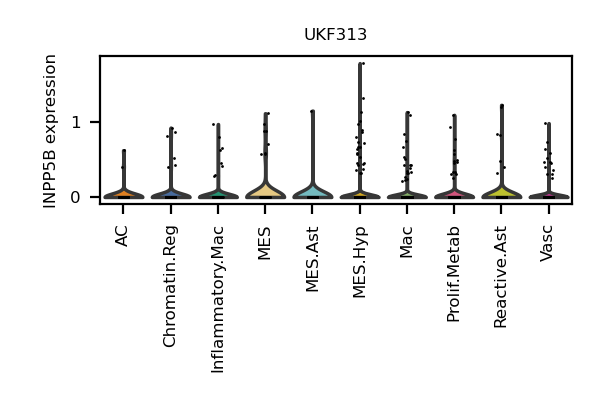 UKF313
INPP5B expression
1
0
AC
Chromatin.Reg
Inflammatory.Mac
MES
MES.Ast
MES.Hyp
Mac
Prolif.Metab
Reactive.Ast
Vasc